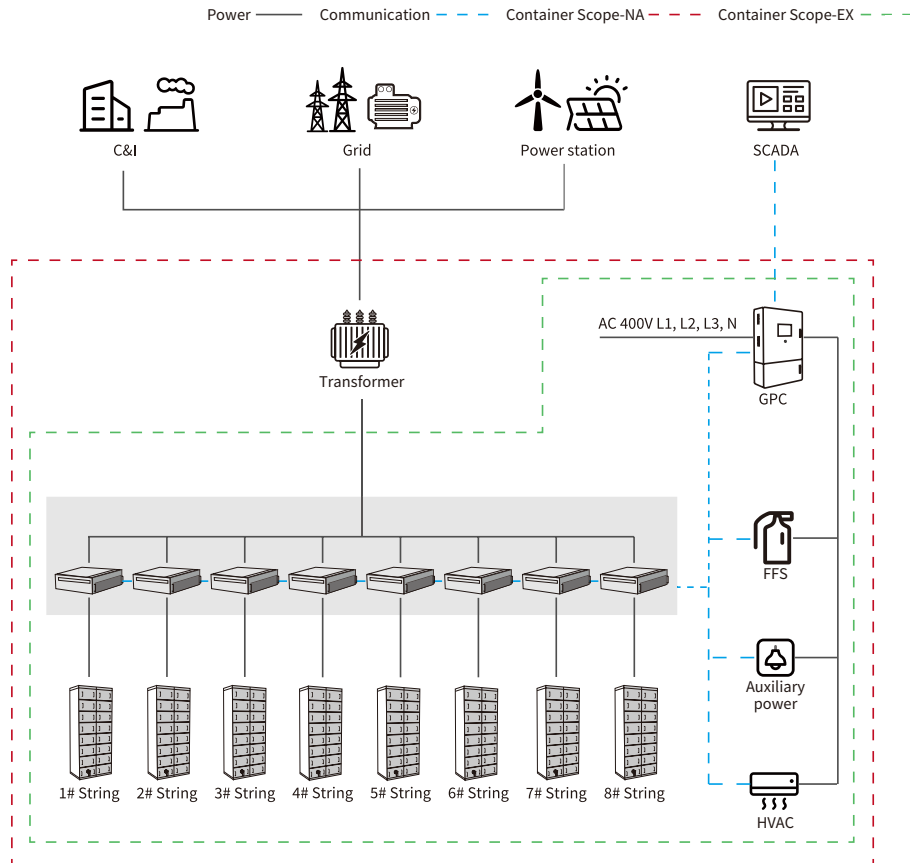 Power
Communication
Container Scope-NA
Container Scope-EX
C&I
Grid
Power station
SCADA
AC 400V L1, L2, L3, N
Transformer
GPC
FFS
Auxiliary
power
1# String
2# String
3# String
4# String
5# String
6# String
7# String
8# String
HVAC